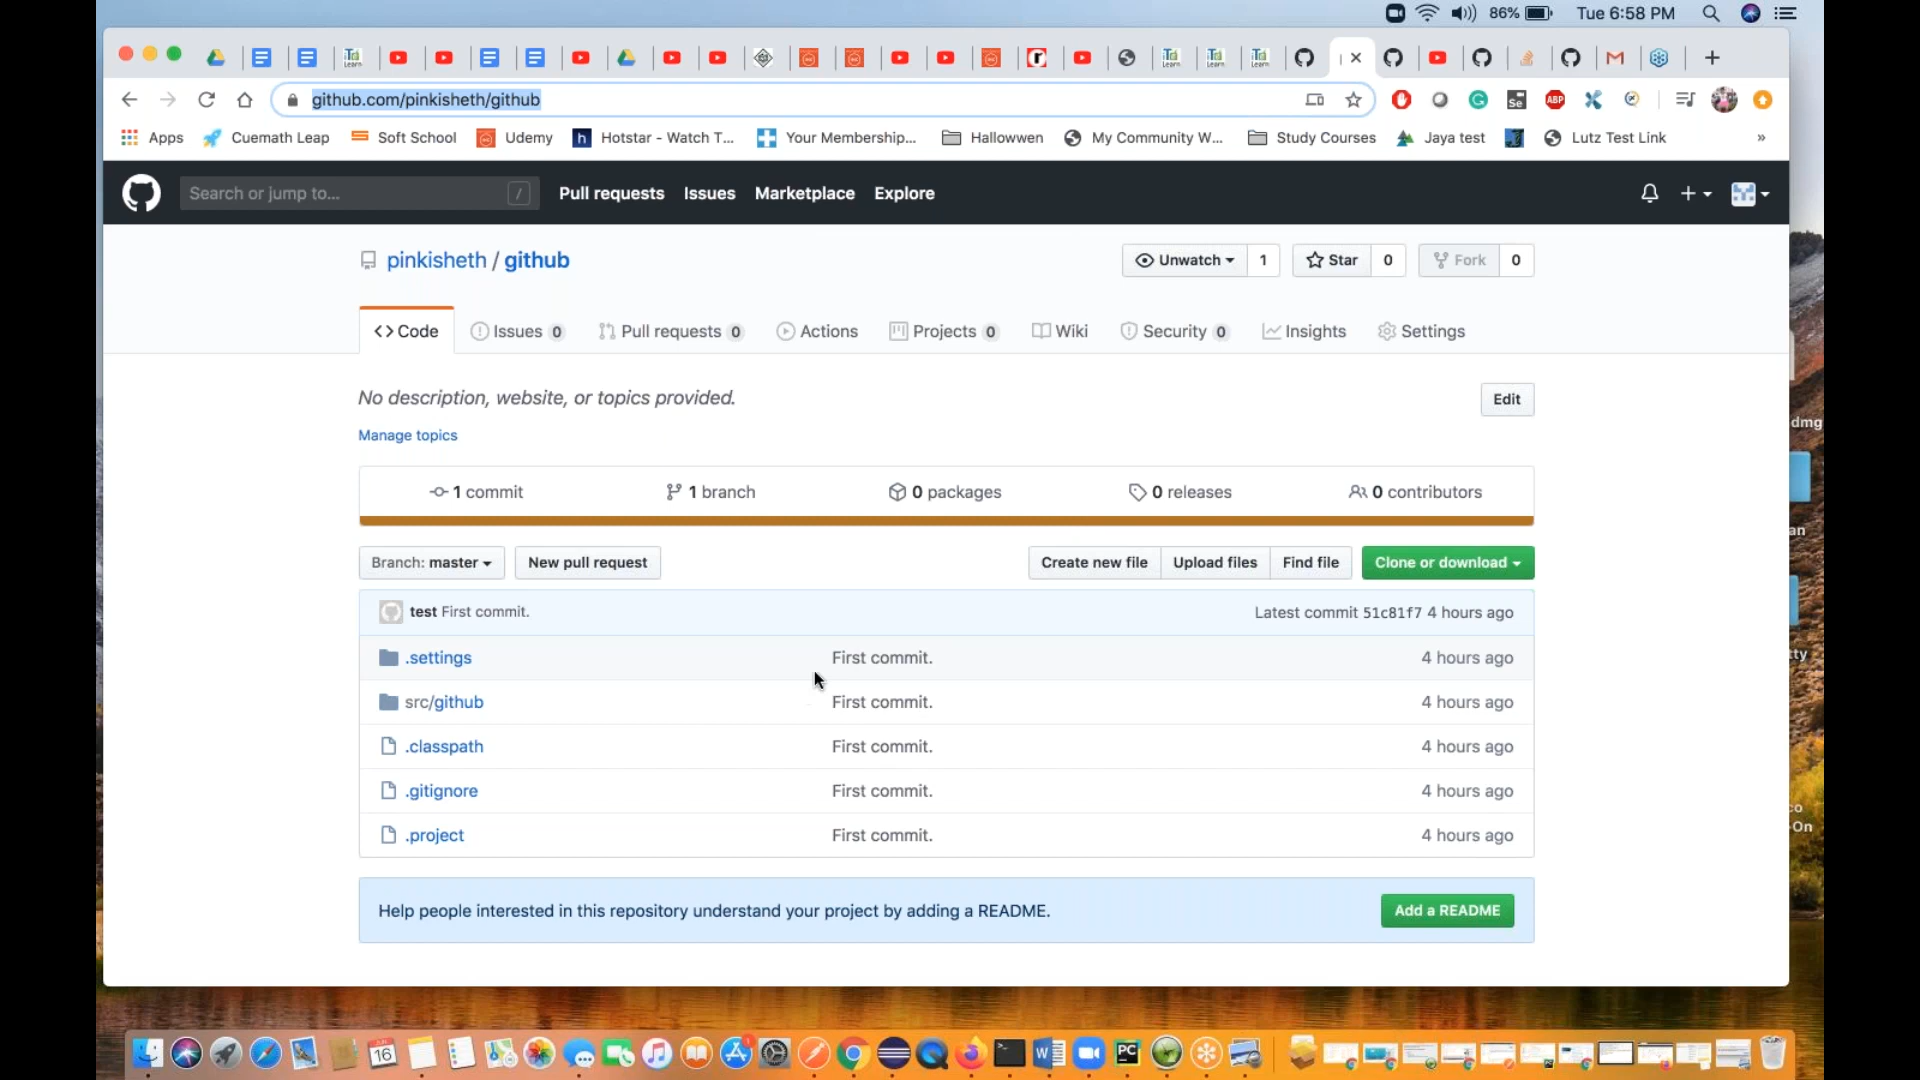 86% Tue 6:58 PM
github.com/pinkisheth/github
Apps Cuemath Leap Soft School Udemy Hotstar - Watch T... Your Membership... Hallowwen My Community W... Study Courses Jaya test Lutz Test Link »
Search or jump to... / Pull requests Issues Marketplace Explore
pinkisheth / github Unwatch 1 Star 0 Fork 0
Code Issues 0 Pull requests 0 Actions Projects 0 Wiki Security 0 Insights Settings
No description, website, or topics provided. Edit
Manage topics
dmg
1 commit 1 branch 0 packages 0 releases 0 contributors
an
Branch: master New pull request Create new file Upload files Find file Clone or download
test First commit. Latest commit 51c81f7 4 hours ago
.settings First commit. 4 hours ago
tty
src/github First commit. 4 hours ago
.classpath First commit. 4 hours ago
.gitignore First commit. 4 hours ago
co
On
.project First commit. 4 hours ago
Help people interested in this repository understand your project by adding a README. Add a README